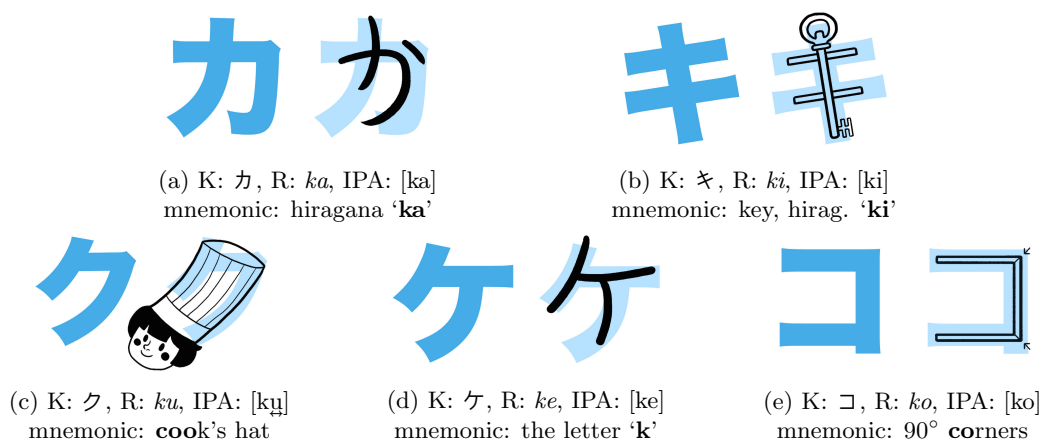 カ か
キ
(a) K: カ, R: ka, IPA: [ka]
mnemonic: hiragana ‘ka’
(b) K: キ, R: ki, IPA: [ki]
mnemonic: key, hirag. ‘ki’
ク
ケ
コ
(c) K: ク, R: ku, IPA: [ku͍]
mnemonic: cook's hat
(d) K: ケ, R: ke, IPA: [ke]
mnemonic: the letter ‘k’
(e) K: コ, R: ko, IPA: [ko]
mnemonic: 90° corners